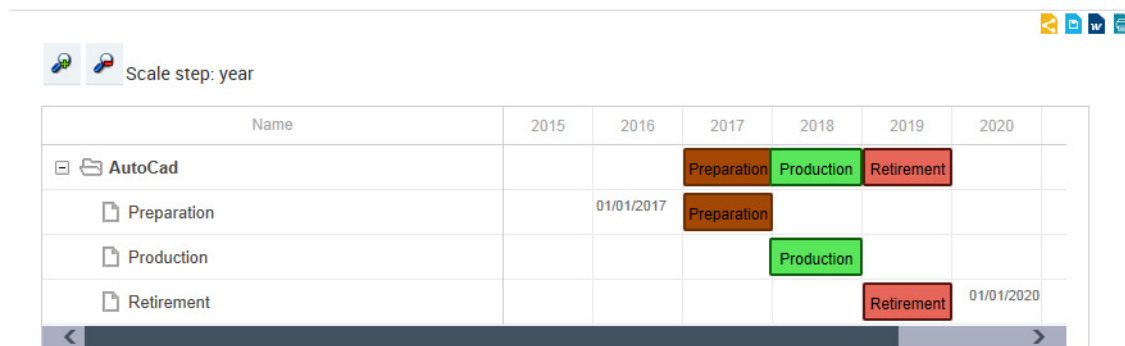 w
Scale step: year
Name 2015 2016 2017 2018 2019 2020
AutoCad Preparation Production Retirement
Preparation 01/01/2017 Preparation
Production Production
Retirement Retirement 01/01/2020